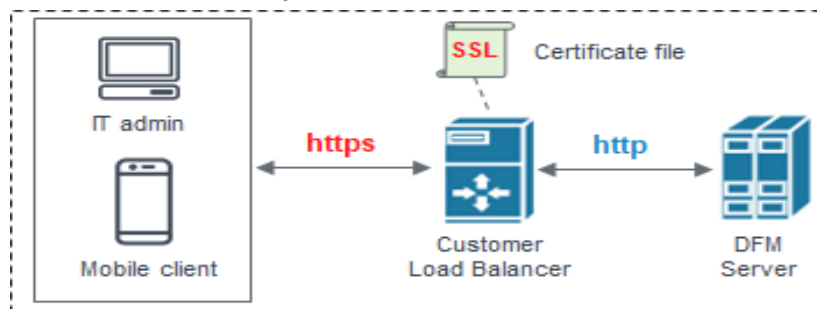 SSL
Certificate file
IT admin
https
http
Mobile client
Customer
Load Balancer
DFM
Server